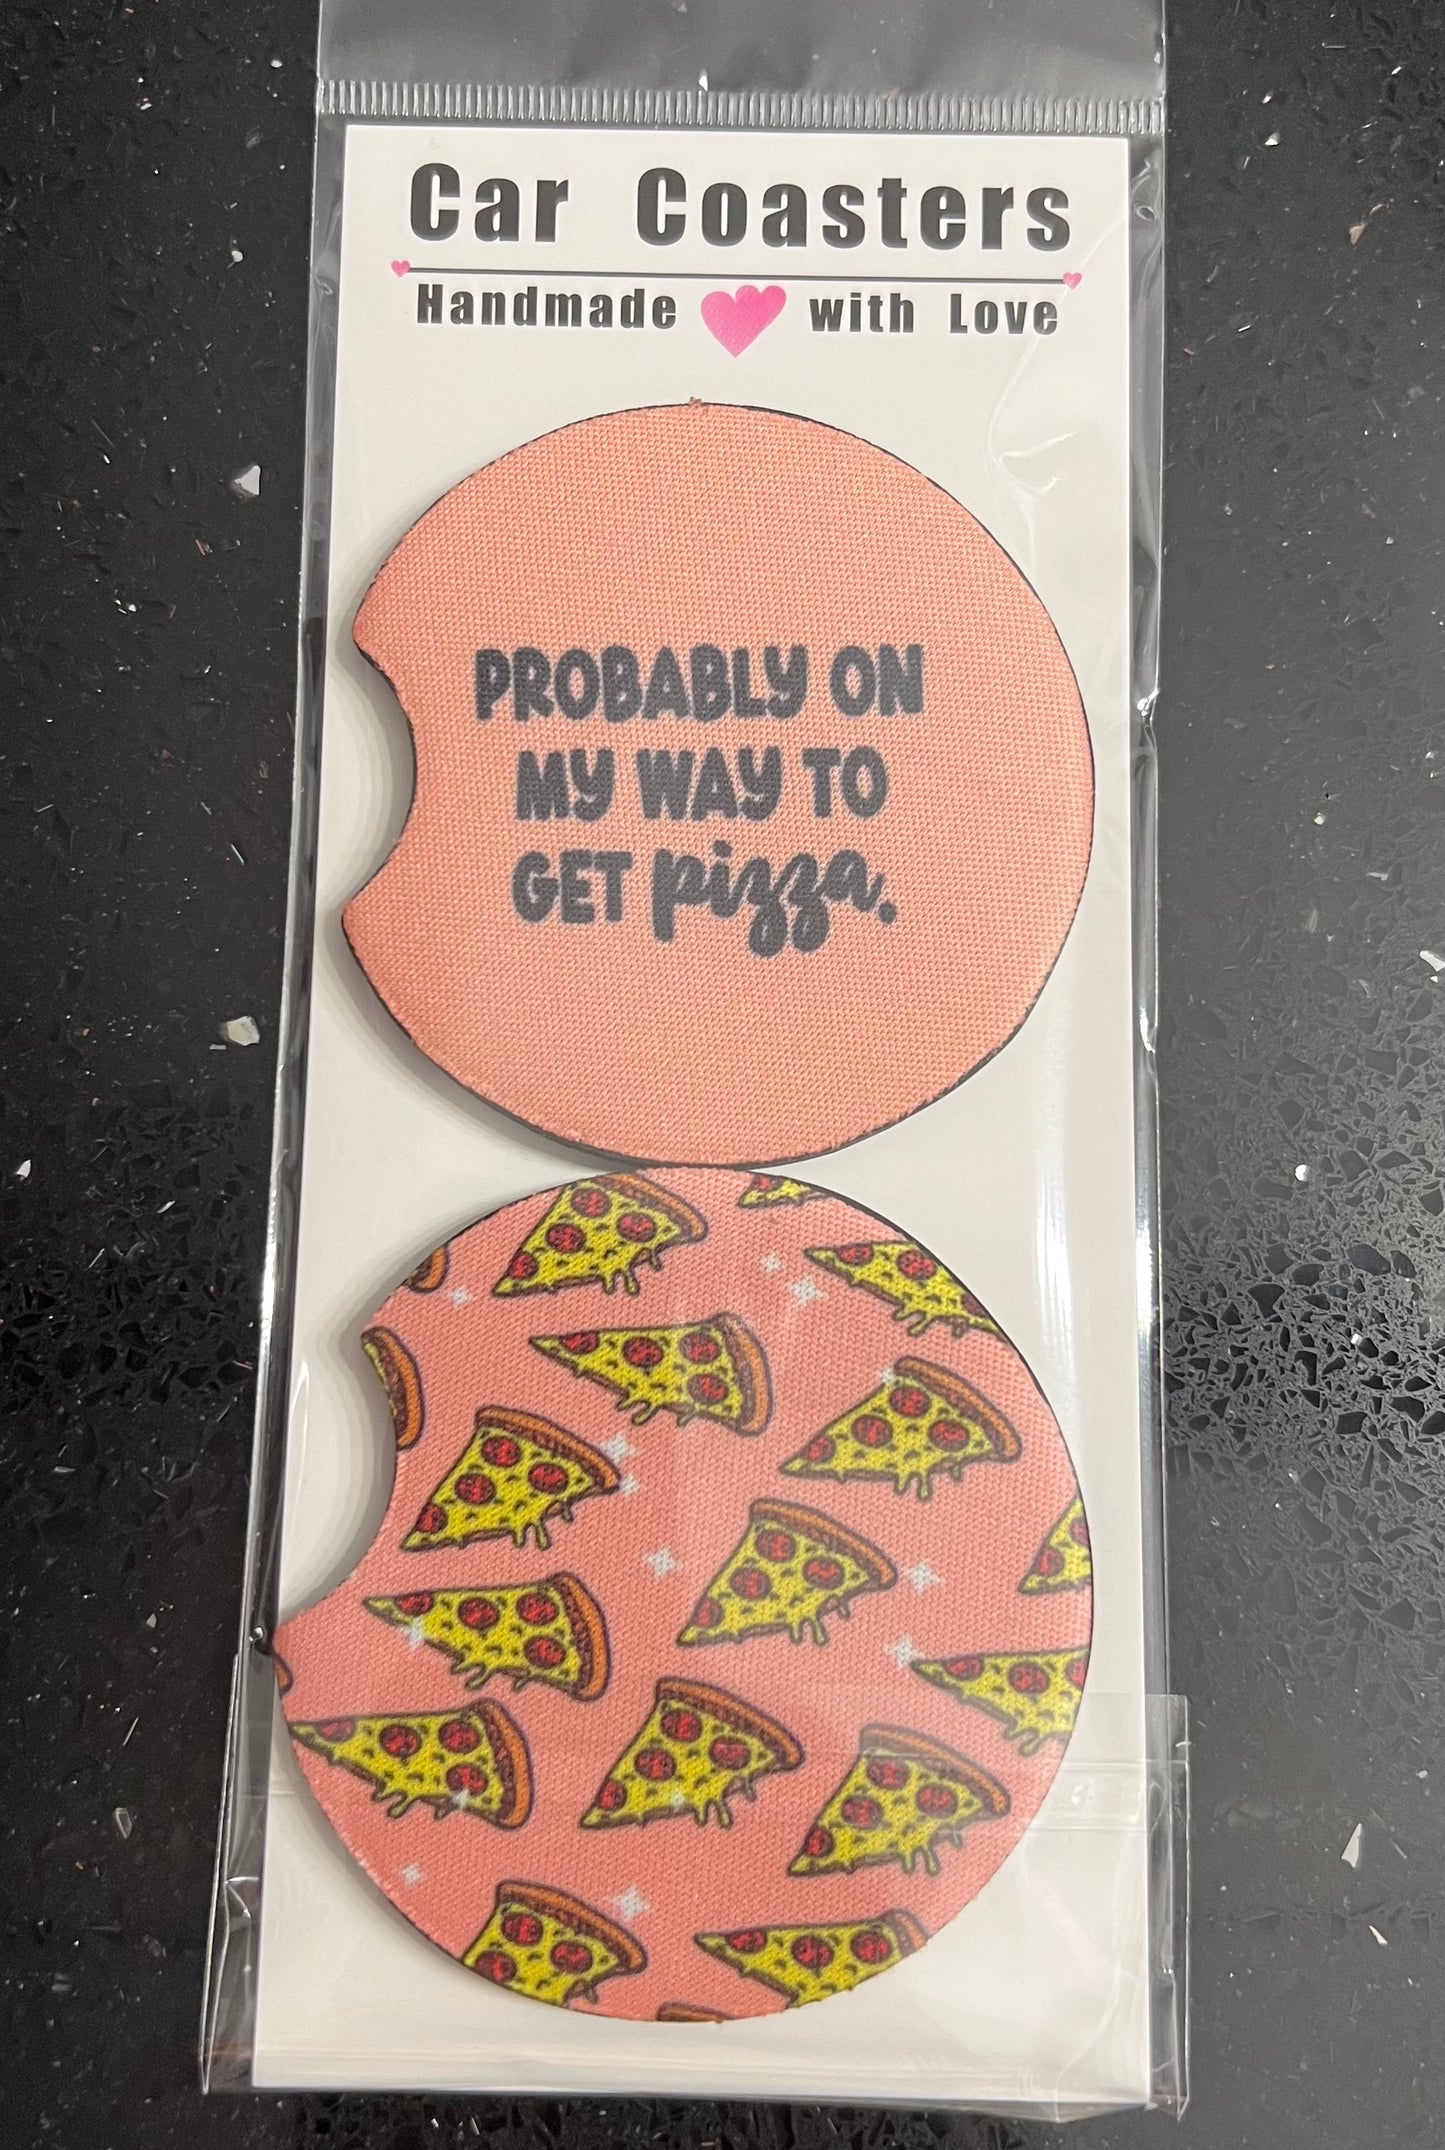 Car Coasters
Handmade with Love
PROBABLY ON
MY WAY TO
GET pizza.